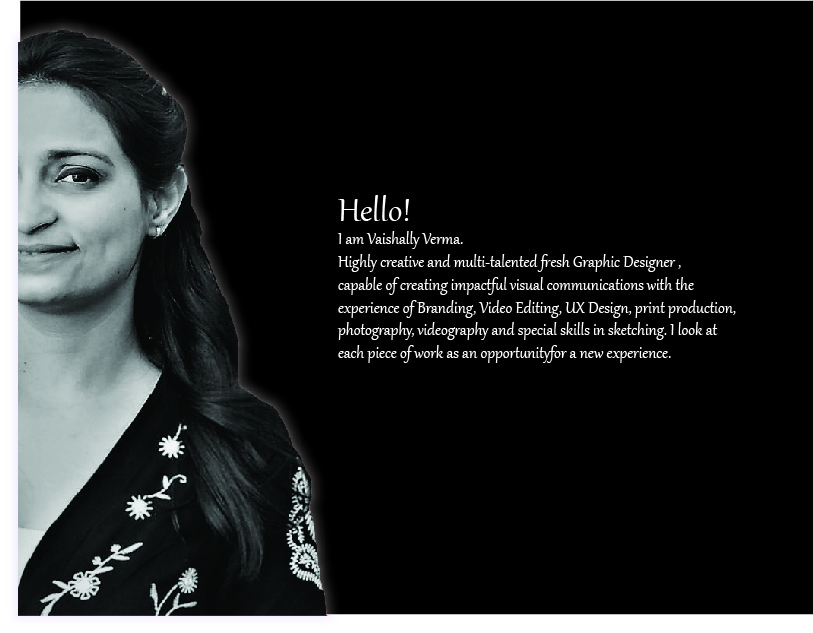 Hello!
I am Vaishally Verma.
Highly creative and multi-talented fresh Graphic Designer ,
capable of creating impactful visual communications with the
experience of Branding, Video Editing, UX Design, print production,
photography, videography and special skills in sketching. I look at
each piece of work as an opportunityfor a new experience.